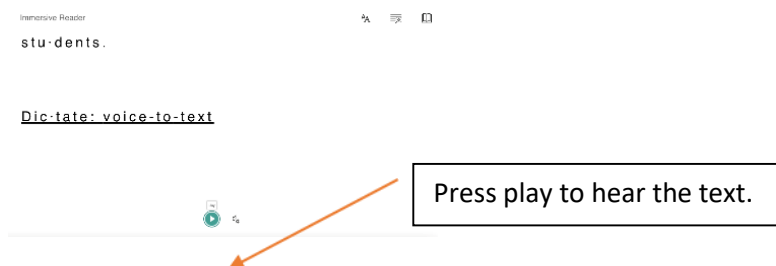 Immersive Reader
stu·dents.
Dic·tate: voice-to-text
Press play to hear the text.